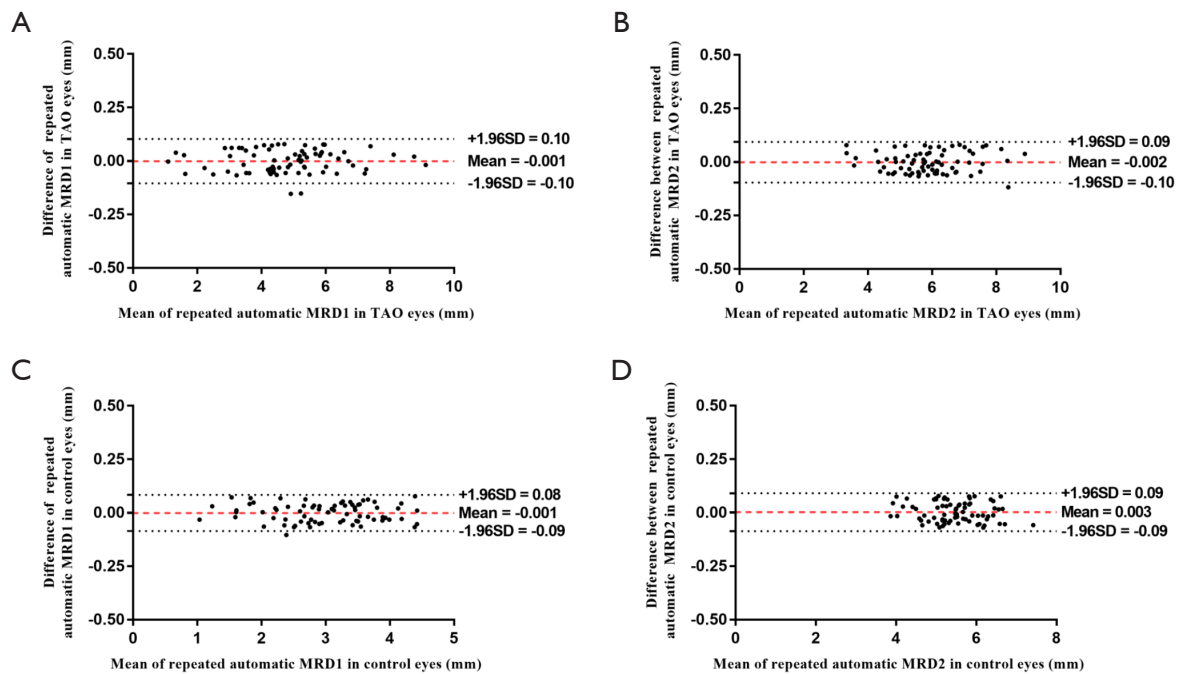 A
Difference of repeated
automatic MRD1 in TAO eyes (mm)
0.50
0.25
0.00
-0.25
-0.50
+1.96SD = 0.10
Mean = -0.001
-1.96SD = -0.10
0 2 4 6 8 10
Mean of repeated automatic MRD1 in TAO eyes (mm)
B
Difference between repeated
automatic MRD2 in TAO eyes (mm)
0.50
0.25
0.00
-0.25
-0.50
+1.96SD = 0.09
Mean = -0.002
-1.96SD = -0.10
0 2 4 6 8 10
Mean of repeated automatic MRD2 in TAO eyes (mm)
C
Difference of repeated
automatic MRD1 in control eyes (mm)
0.50
0.25
0.00
-0.25
-0.50
+1.96SD = 0.08
Mean = -0.001
-1.96SD = -0.09
0 1 2 3 4 5
Mean of repeated automatic MRD1 in control eyes (mm)
D
Difference between repeated
automatic MRD2 in control eyes (mm)
0.50
0.25
0.00
-0.25
-0.50
+1.96SD = 0.09
Mean = 0.003
-1.96SD = -0.09
0 2 4 6 8
Mean of repeated automatic MRD2 in control eyes (mm)